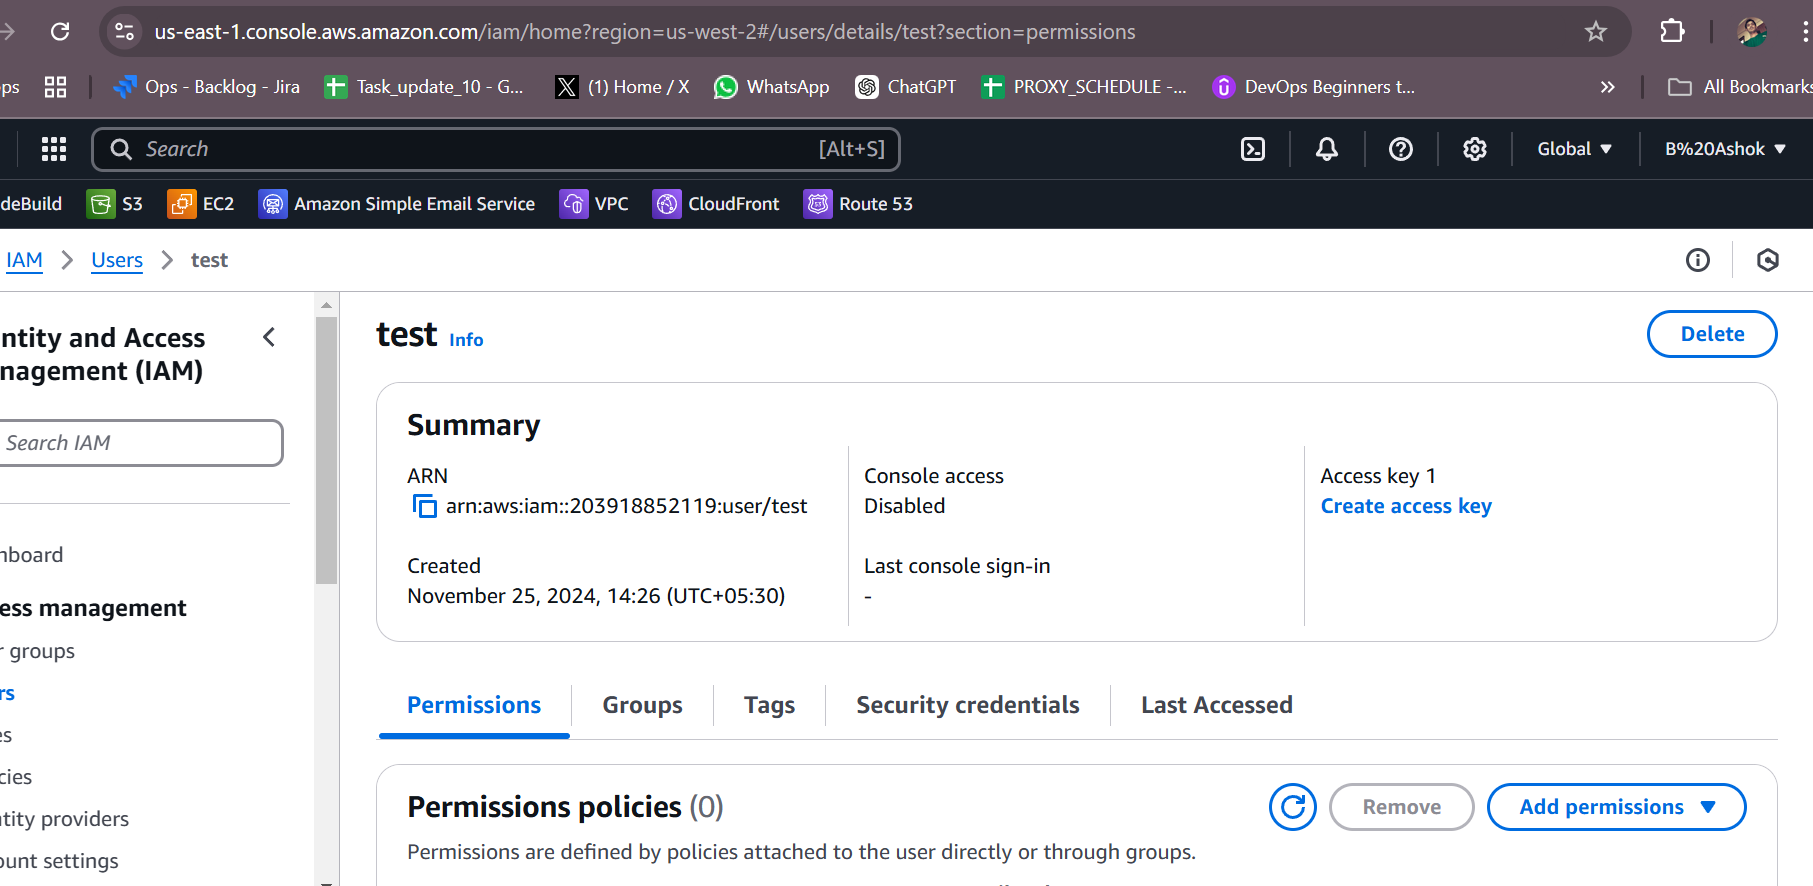 us-east-1.console.aws.amazon.com/iam/home?region=us-west-2#/users/details/test?section=permissions
ps
Ops - Backlog - Jira
Task_update_10 - G...
(1) Home / X
WhatsApp
ChatGPT
PROXY_SCHEDULE -...
DevOps Beginners t...
All Bookmarks
Search
[Alt+S]
Global
B%20Ashok
deBuild
S3
EC2
Amazon Simple Email Service
VPC
CloudFront
Route 53
IAM
Users
test
ntity and Access
nagement (IAM)
Search IAM
hboard
ess management
r groups
rs
es
cies
tity providers
ount settings
test Info
Delete
Summary
ARN
arn:aws:iam::203918852119:user/test
Created
November 25, 2024, 14:26 (UTC+05:30)
Console access
Disabled
Last console sign-in
-
Access key 1
Create access key
Permissions
Groups
Tags
Security credentials
Last Accessed
Permissions policies (0)
Remove
Add permissions
Permissions are defined by policies attached to the user directly or through groups.